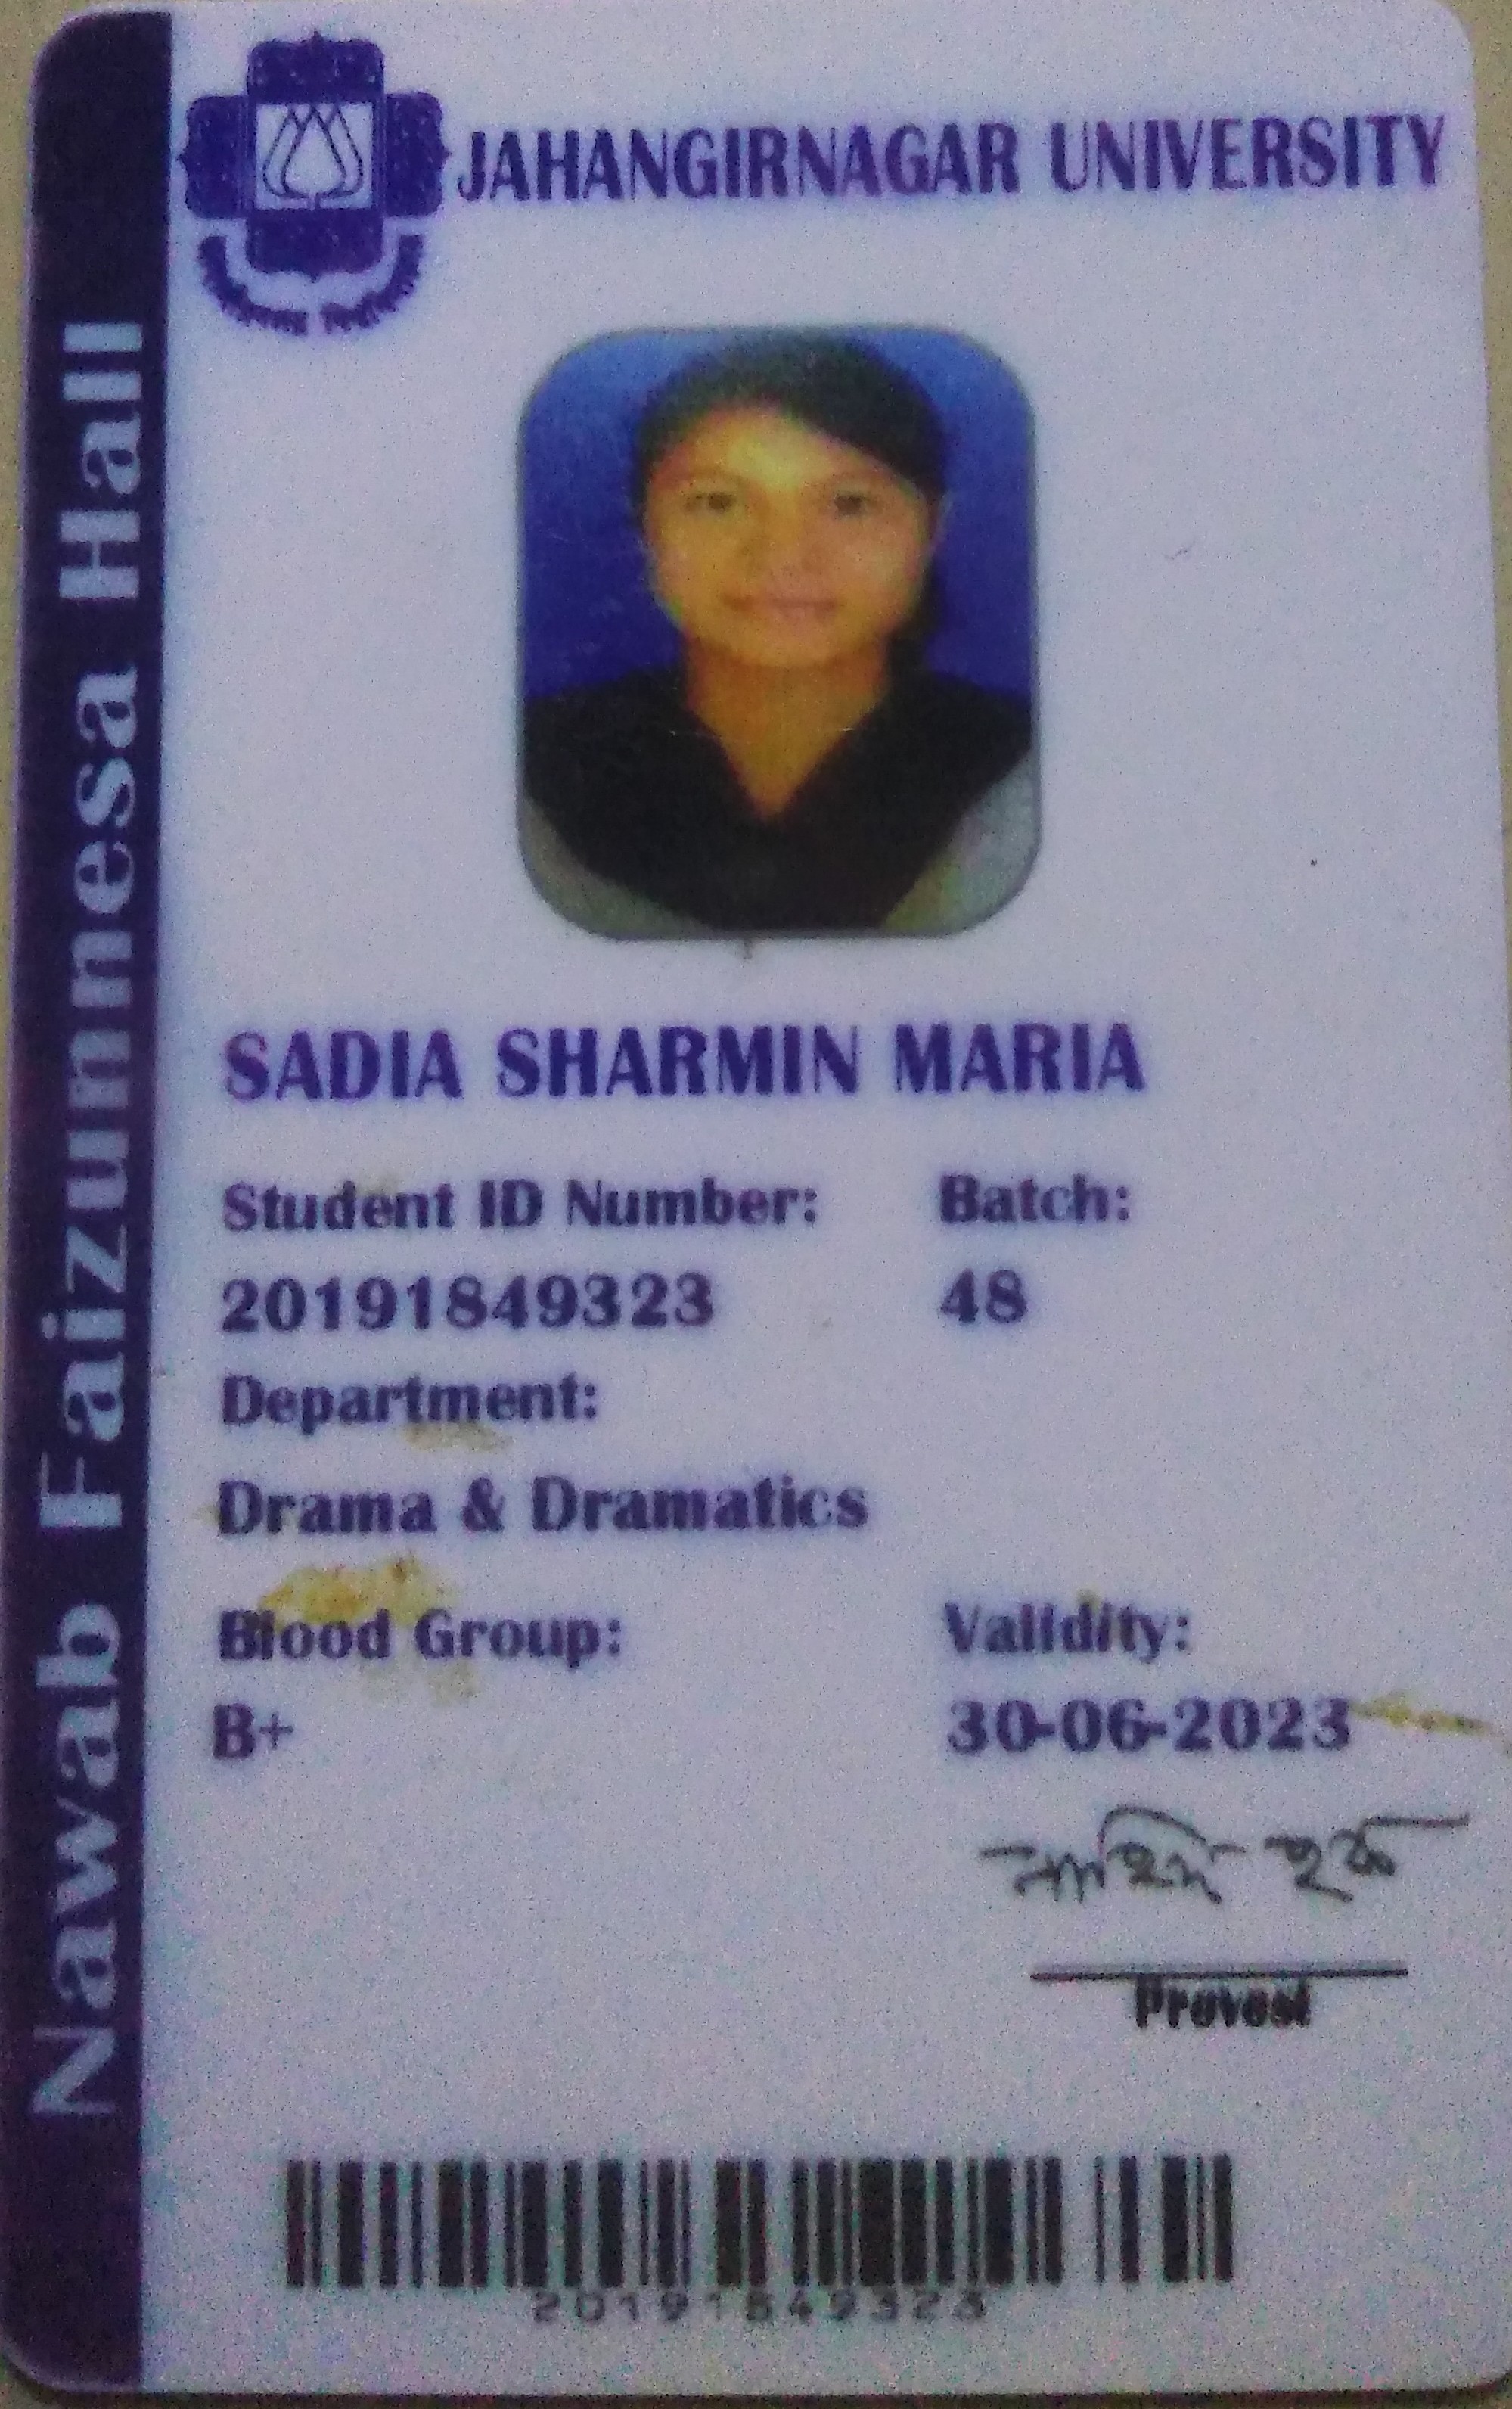 JAHANGIRNAGAR UNIVERSITY
Nawab Faizunnesa Hall
SADIA SHARMIN MARIA
Student ID Number: Batch:
20191849323 48
Department:
Drama & Dramatics
Blood Group: Validity:
B+ 30-06-2023
Provost
20191849323